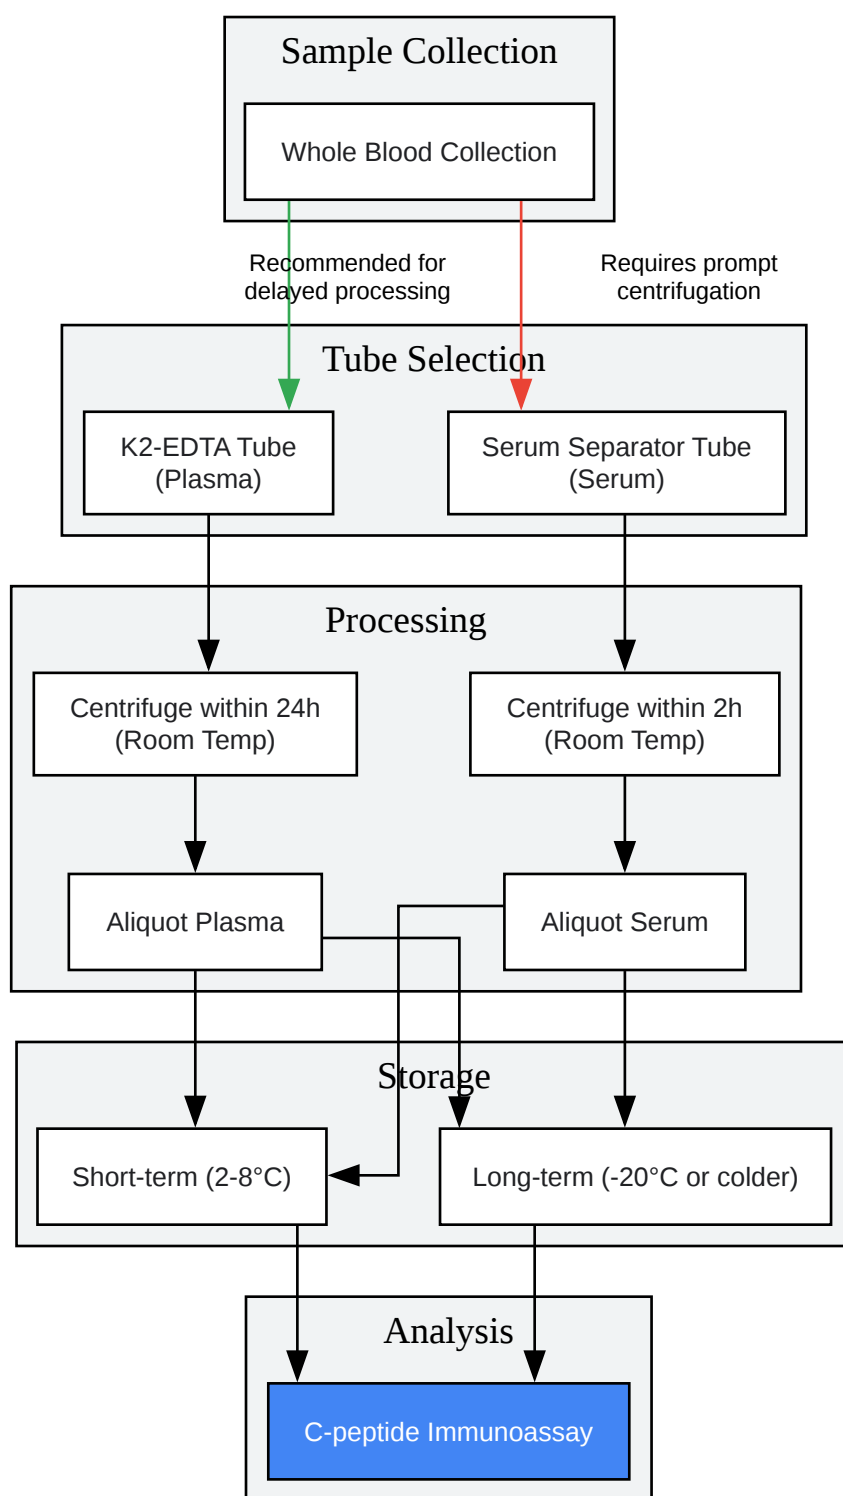 Sample Collection
Whole Blood Collection
Recommended for
delayed processing
Requires prompt
centrifugation
Tube Selection
K2-EDTA Tube
(Plasma)
Serum Separator Tube
(Serum)
Processing
Centrifuge within 24h
(Room Temp)
Centrifuge within 2h
(Room Temp)
Aliquot Plasma
Aliquot Serum
Storage
Short-term (2-8°C)
Long-term (-20°C or colder)
Analysis
C-peptide Immunoassay